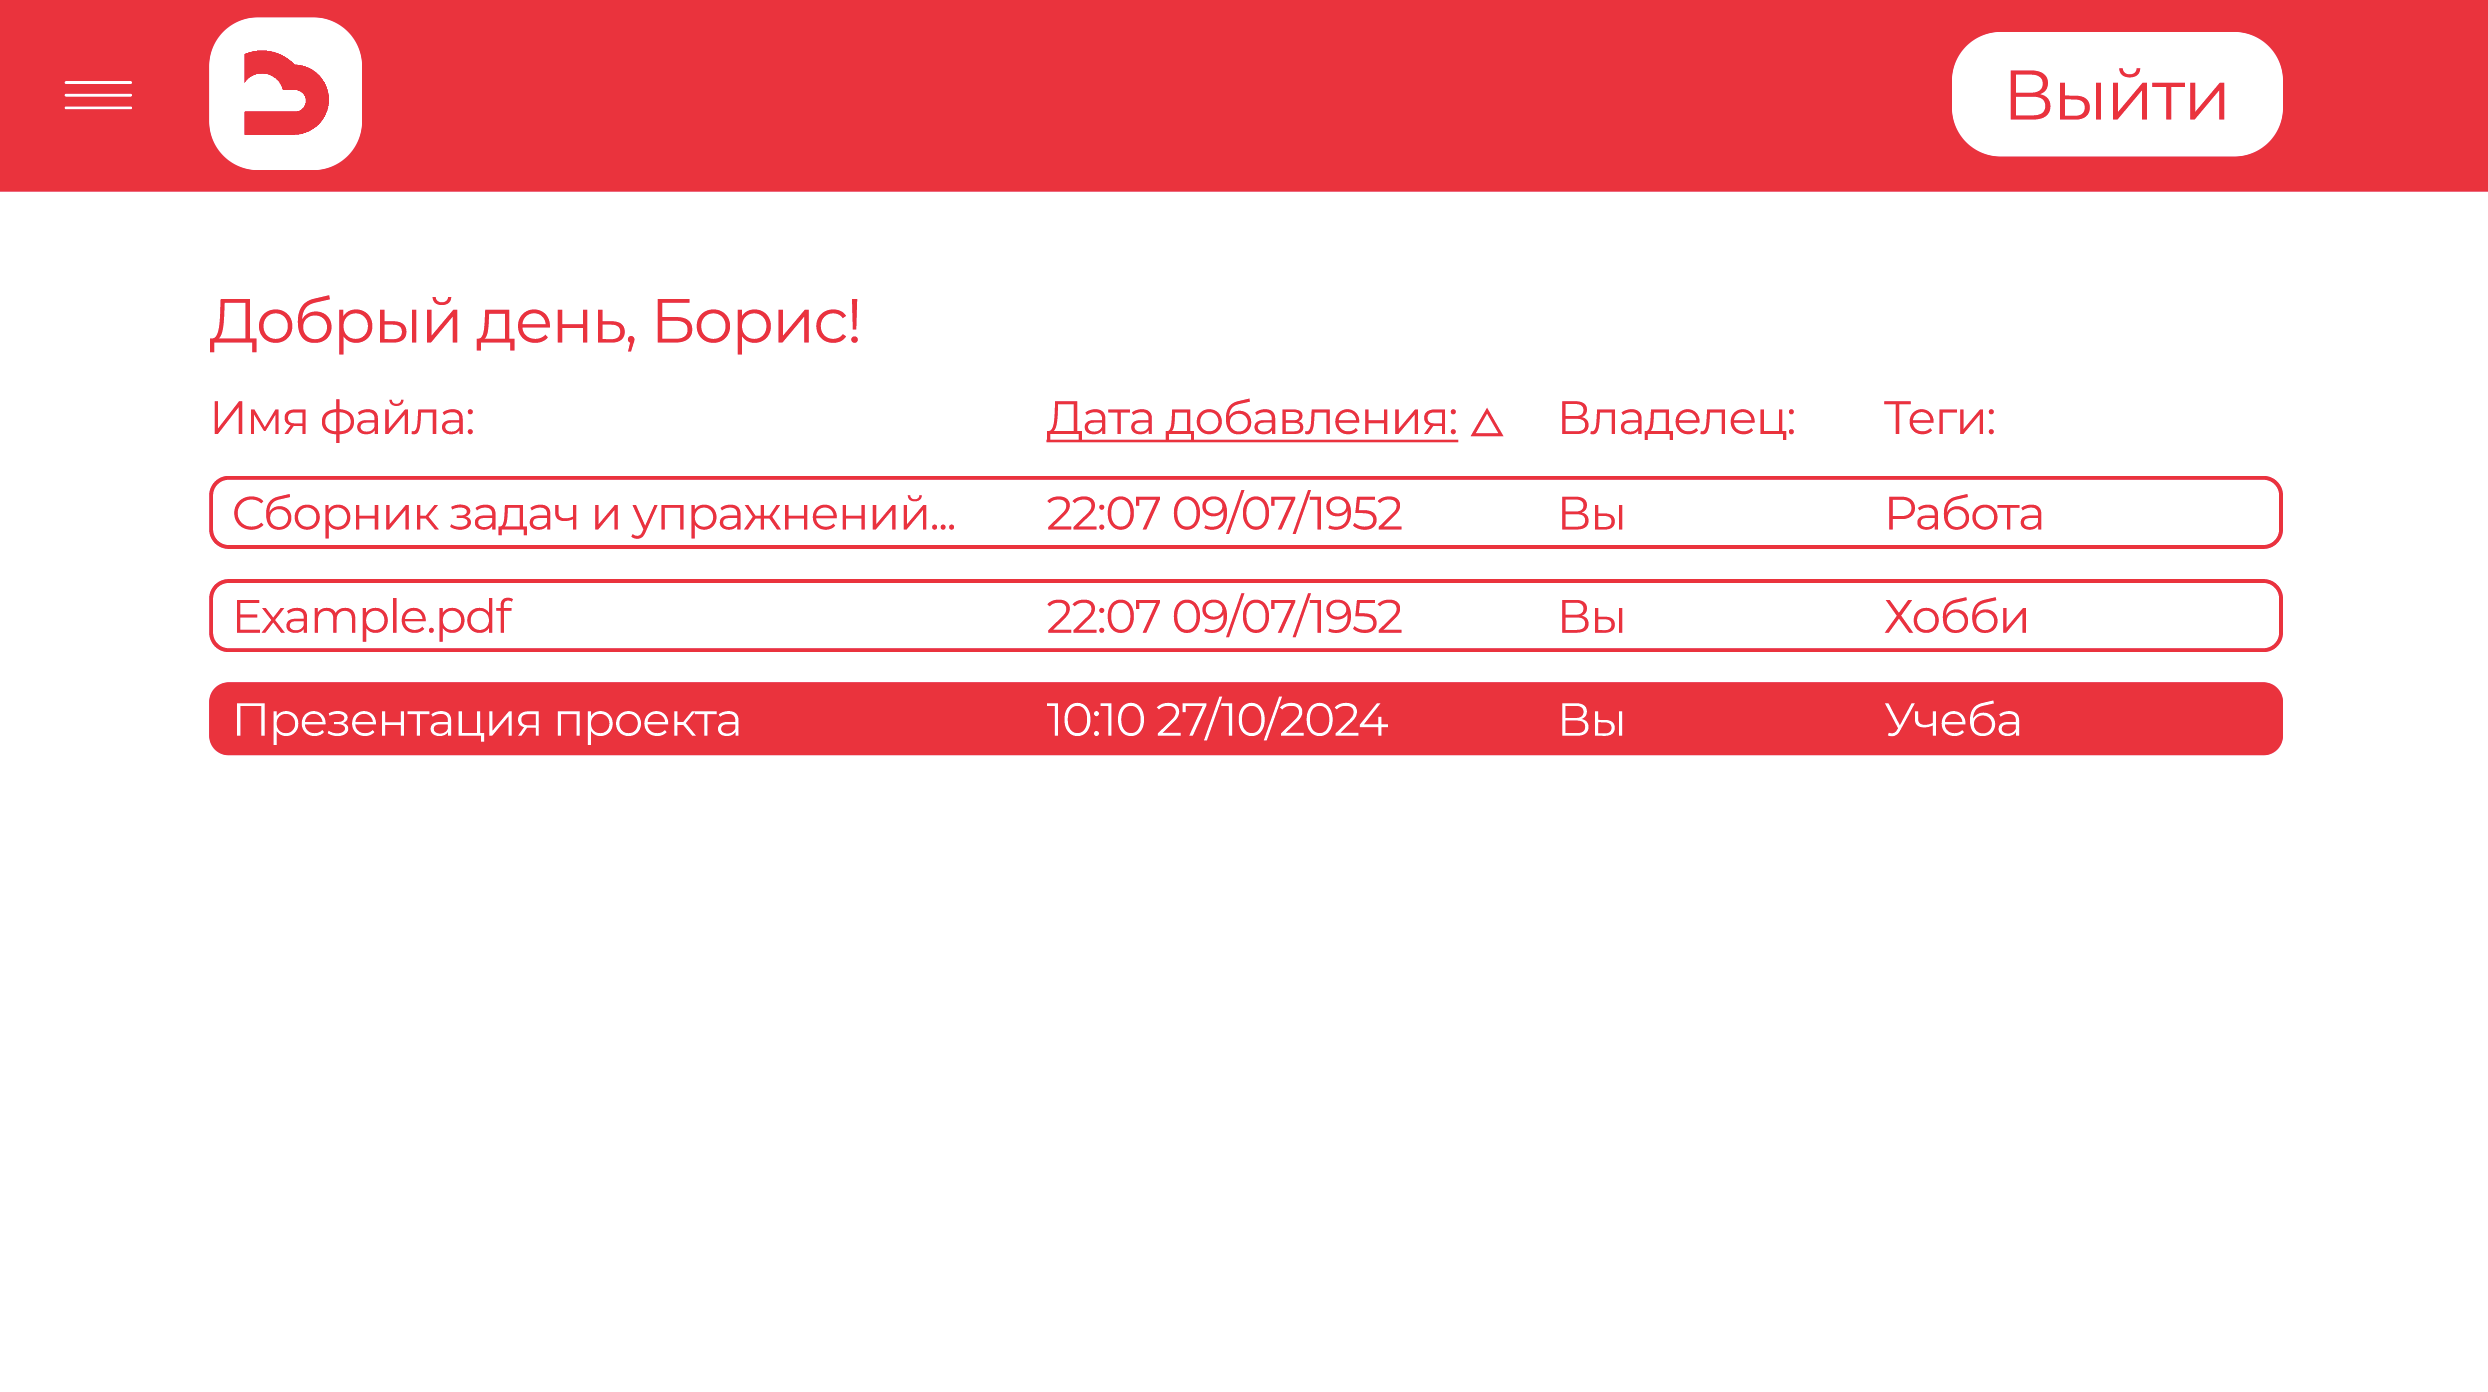 Выйти
Добрый день, Борис!
Имя файла: Дата добавления: Владелец: Теги:
Сборник задач и упражнений... 22:07 09/07/1952 Вы Работа
Example.pdf 22:07 09/07/1952 Вы Хобби
Презентация проекта 10:10 27/10/2024 Вы Учеба